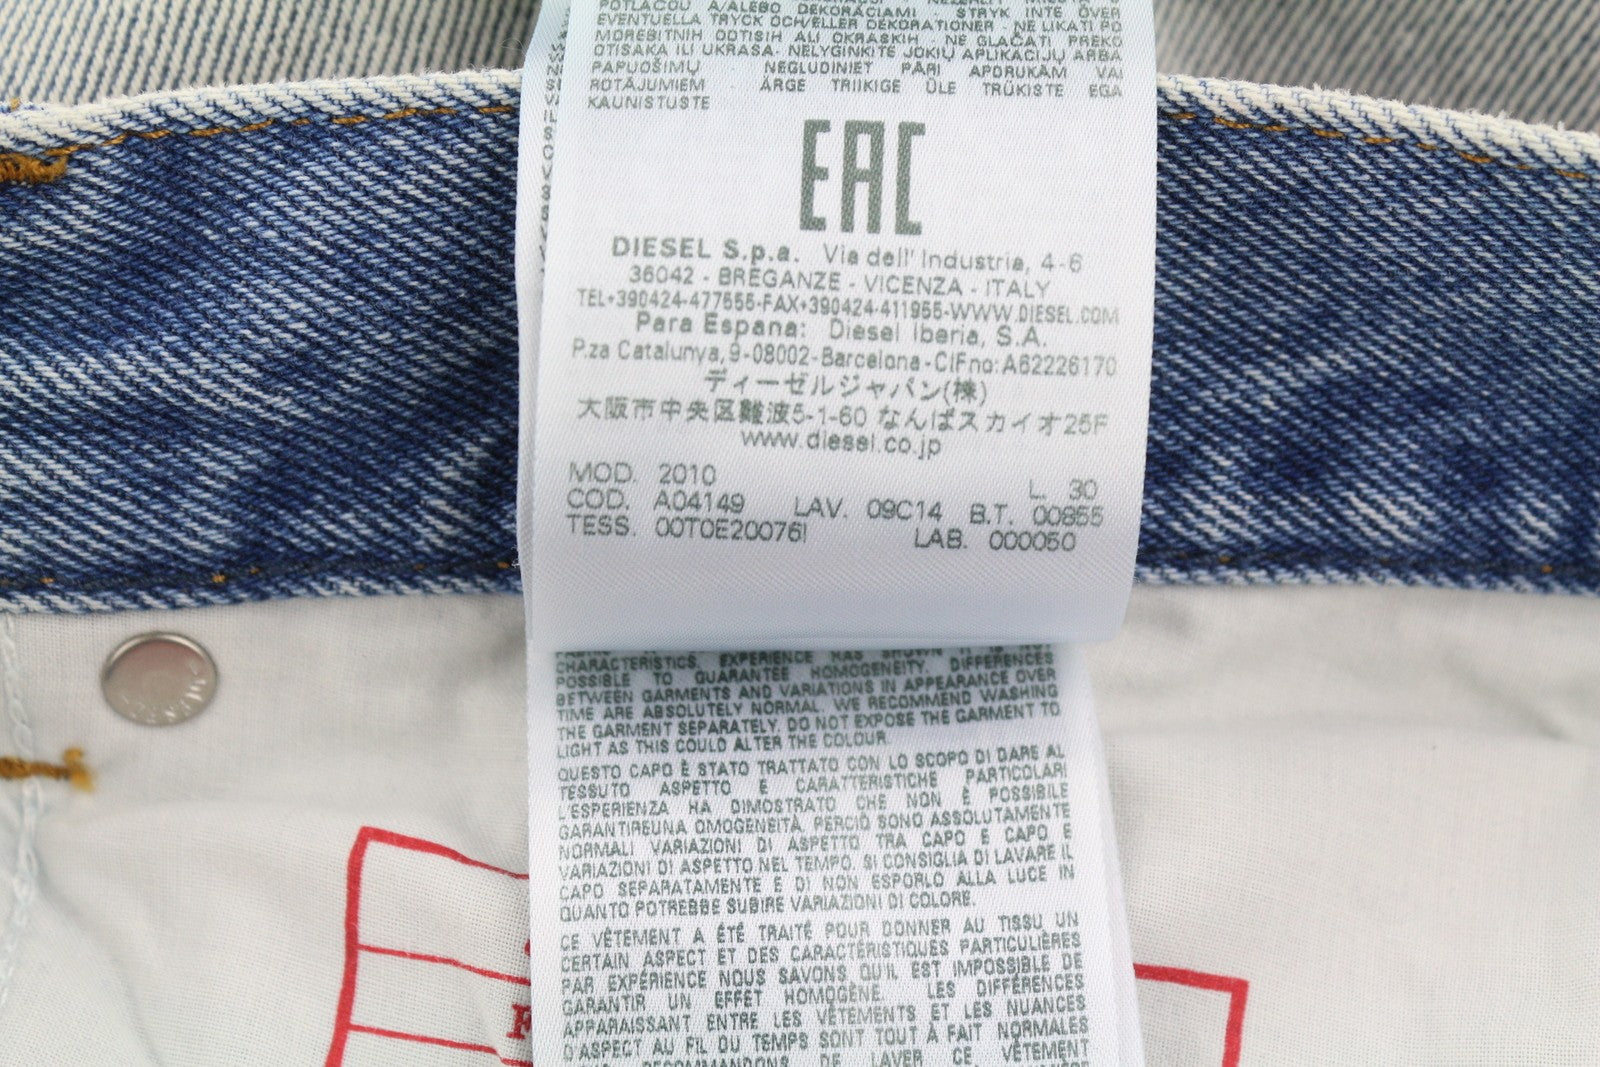 POTLACOU A/ALEBO DEKORÁCIAMI - STRYK INTE ÖVER
EVENTUELLA TRYCK OCH/ELLER DEKORATIONER - NE LIKATI PO
MOREBITNIH ODTISIH ALI OKRASKIH - NE GLAČATI PREKO
OTISAKA ILI UKRASA - NELYGINKITE JOKIŲ APLIKACIJŲ ARBA
PAPUOŠIMŲ NEGLUDINIET PĀRI APDRUKĀM VAI
ROTĀJUMIEM - ÄRGE TRIIKIGE ÜLE TRÜKISTE EGA
KAUNISTUSTE
EAC
DIESEL S.p.a. Via dell' Industria, 4-6
36042 - BREGANZE - VICENZA - ITALY
TEL+390424-477555-FAX+390424-411955-WWW.DIESEL.COM
Para Espana: Diesel Iberia, S.A.
P.za Catalunya, 9-08002-Barcelona-CIFno: A62226170
ディーゼルジャパン(株)
大阪市中央区難波5-1-60 なんばスカイオ25F
www.diesel.co.jp
MOD. 2010 L 30
COD. A04149 LAV. 09C14 B.T. 00855
TESS. 00T0E20076I LAB. 000050
CHARACTERISTICS. EXPERIENCE HAS SHOWN IT IS NOT
POSSIBLE TO GUARANTEE HOMOGENEITY. DIFFERENCES
BETWEEN GARMENTS AND VARIATIONS IN APPEARANCE OVER
TIME ARE ABSOLUTELY NORMAL. WE RECOMMEND WASHING
THE GARMENT SEPARATELY. DO NOT EXPOSE THE GARMENT TO
LIGHT AS THIS COULD ALTER THE COLOUR.
QUESTO CAPO È STATO TRATTATO CON LO SCOPO DI DARE AL
TESSUTO ASPETTO E CARATTERISTICHE PARTICOLARI
L'ESPERIENZA HA DIMOSTRATO CHE NON È POSSIBILE
GARANTIREUNA OMOGENEITÀ, PERCIÒ SONO ASSOLUTAMENTE
NORMALI VARIAZIONI DI ASPETTO TRA CAPO E CAPO E
VARIAZIONI DI ASPETTO NEL TEMPO. SI CONSIGLIA DI LAVARE IL
CAPO SEPARATAMENTE E DI NON ESPORLO ALLA LUCE IN
QUANTO POTREBBE SUBIRE VARIAZIONI DI COLORE.
CE VÊTEMENT A ÉTÉ TRAITÉ POUR DONNER AU TISSU UN
CERTAIN ASPECT ET DES CARACTÉRISTIQUES PARTICULIÈRES
PAR EXPÉRIENCE NOUS SAVONS QU'IL EST IMPOSSIBLE DE
GARANTIR UN EFFET HOMOGÈNE. LES DIFFÉRENCES
APPARAISSANT ENTRE LES VÊTEMENTS ET LES NUANCES
D'ASPECT AU FIL DU TEMPS SONT TOUT À FAIT NORMALES
RECOMMANDONS DE LAVER CE VÊTEMENT